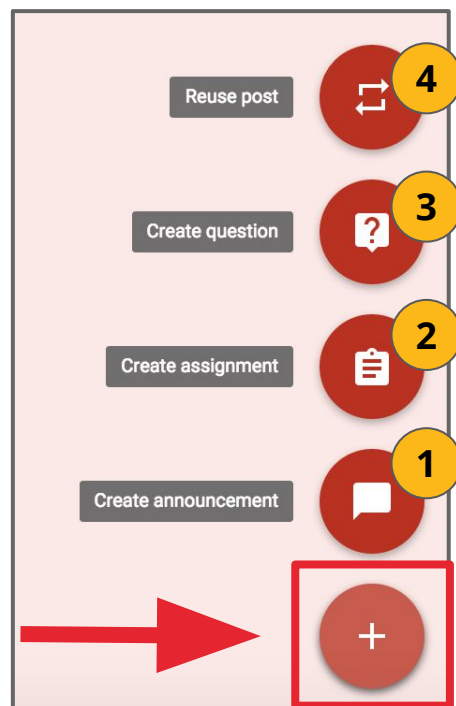 Reuse post
4
Create question
3
Create assignment
2
Create announcement
1